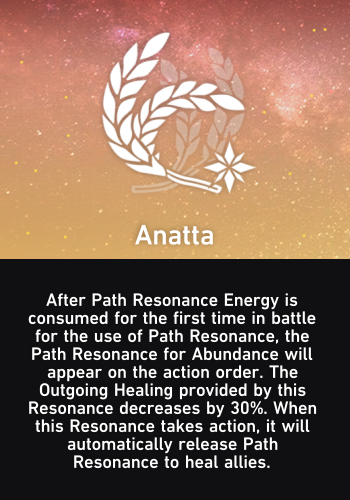 Anatta
After Path Resonance Energy is
consumed for the first time in battle
for the use of Path Resonance, the
Path Resonance for Abundance will
appear on the action order. The
Outgoing Healing provided by this
Resonance decreases by 30%. When
this Resonance takes action, it will
automatically release Path
Resonance to heal allies.